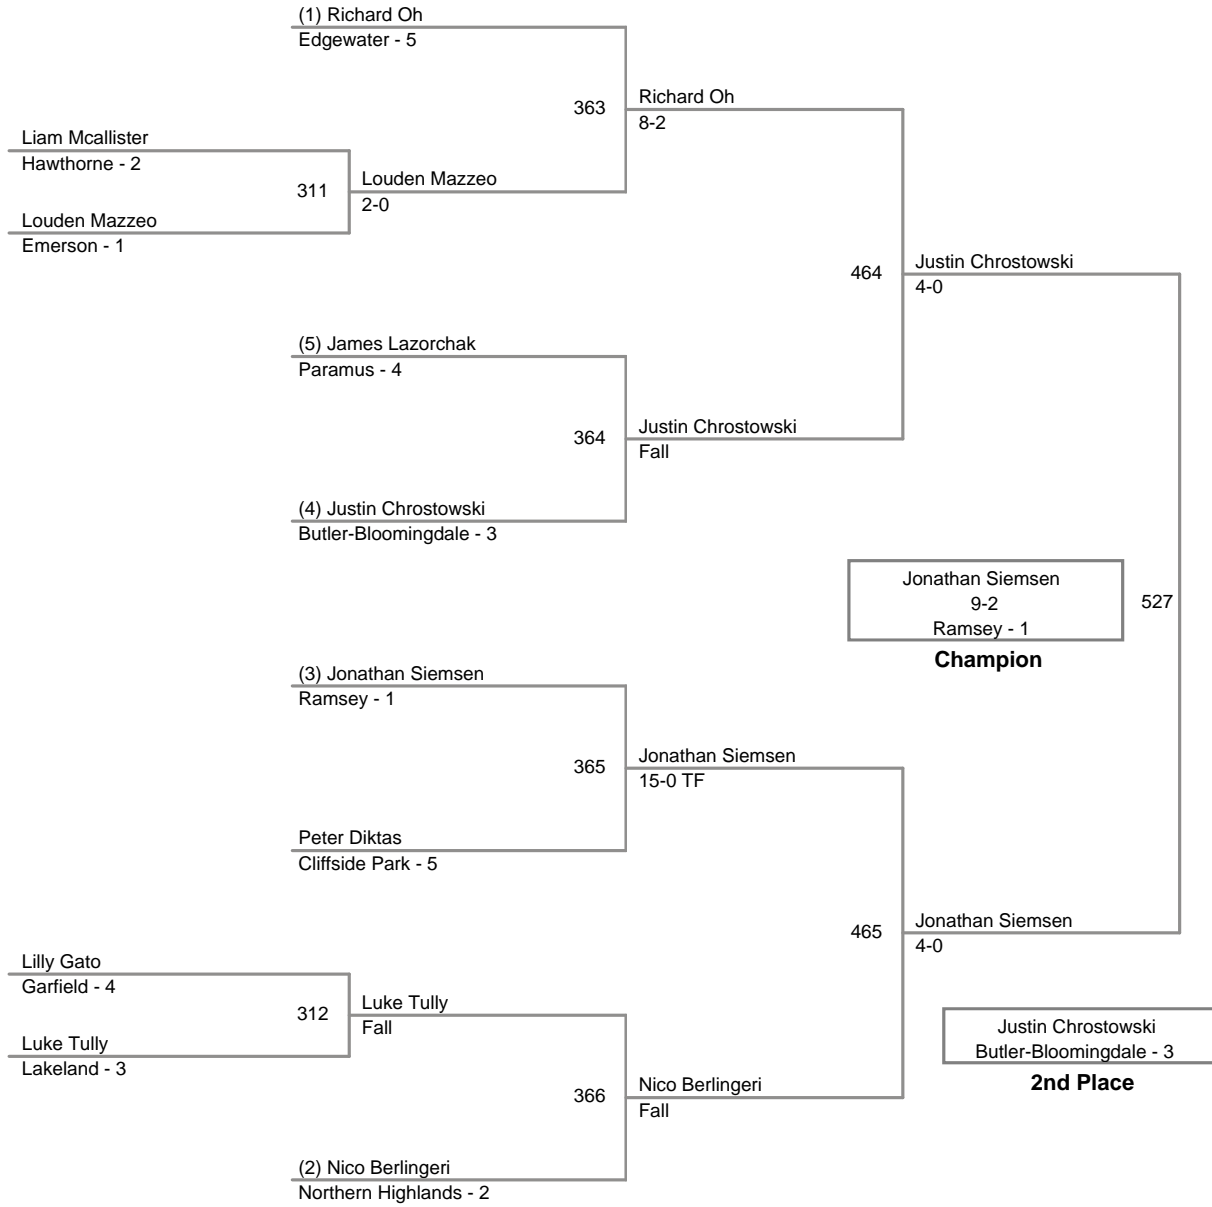 (1) Richard Oh
Edgewater - 5
363
Richard Oh
8-2
Liam Mcallister
Hawthorne - 2
311
Louden Mazzeo
2-0
Louden Mazzeo
Emerson - 1
464
Justin Chrostowski
4-0
(5) James Lazorchak
Paramus - 4
364
Justin Chrostowski
Fall
(4) Justin Chrostowski
Butler-Bloomingdale - 3
Jonathan Siemsen
9-2
Ramsey - 1
Champion
527
(3) Jonathan Siemsen
Ramsey - 1
365
Jonathan Siemsen
15-0 TF
Peter Diktas
Cliffside Park - 5
465
Jonathan Siemsen
4-0
Lilly Gato
Garfield - 4
312
Luke Tully
Fall
Luke Tully
Lakeland - 3
Justin Chrostowski
Butler-Bloomingdale - 3
2nd Place
366
Nico Berlingeri
Fall
(2) Nico Berlingeri
Northern Highlands - 2